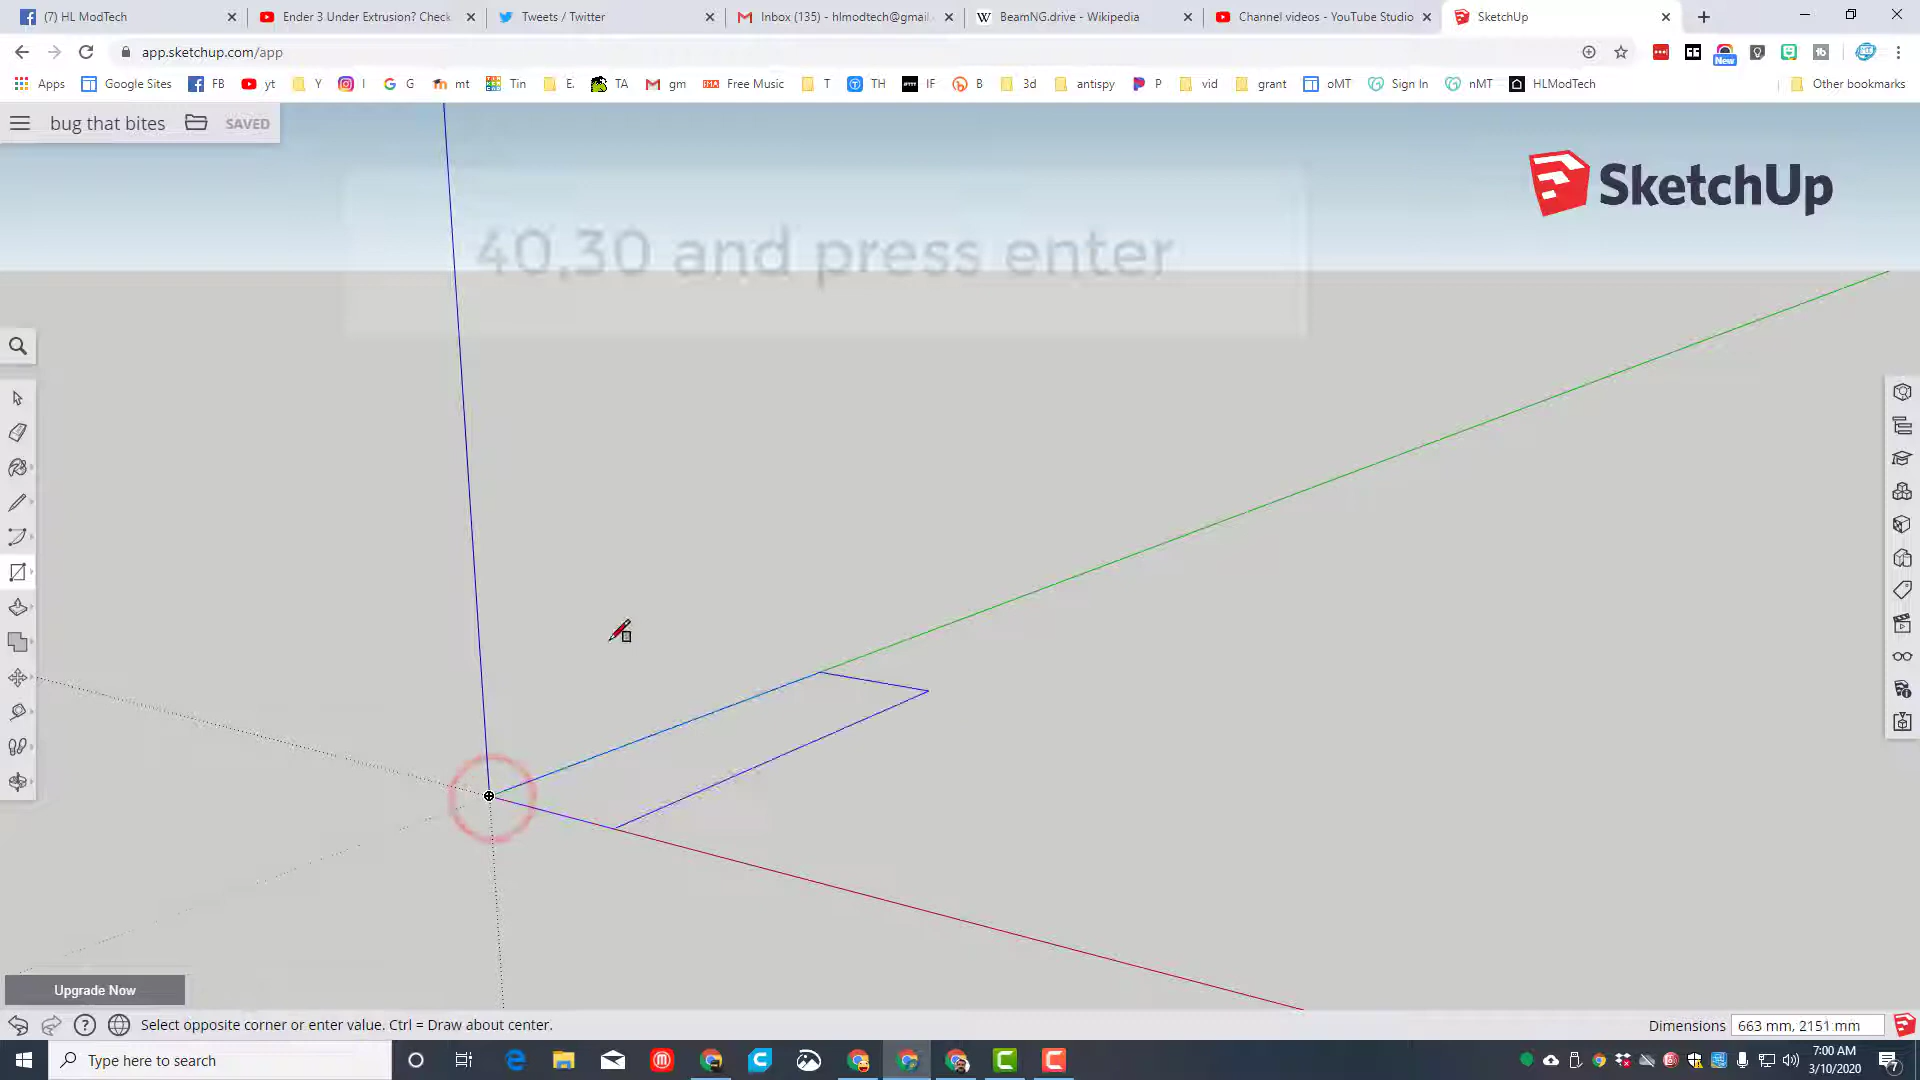 (7) HL ModTech
Ender 3 Under Extrusion? Check
Tweets / Twitter
Inbox (135) - hlmodtech@gmail.
BeamNG.drive - Wikipedia
Channel videos - YouTube Studio
SketchUp
app.sketchup.com/app
New
Apps Google Sites FB yt Y I G mt Tin E. TA gm Free Music T TH IF B 3d antispy P vid grant oMT Sign In nMT HLModTech Other bookmarks
bug that bites SAVED
SketchUp
40,30 and press enter
Upgrade Now
Select opposite corner or enter value. Ctrl = Draw about center.
Dimensions 663 mm, 2151 mm
Type here to search
7:00 AM
3/10/2020
7